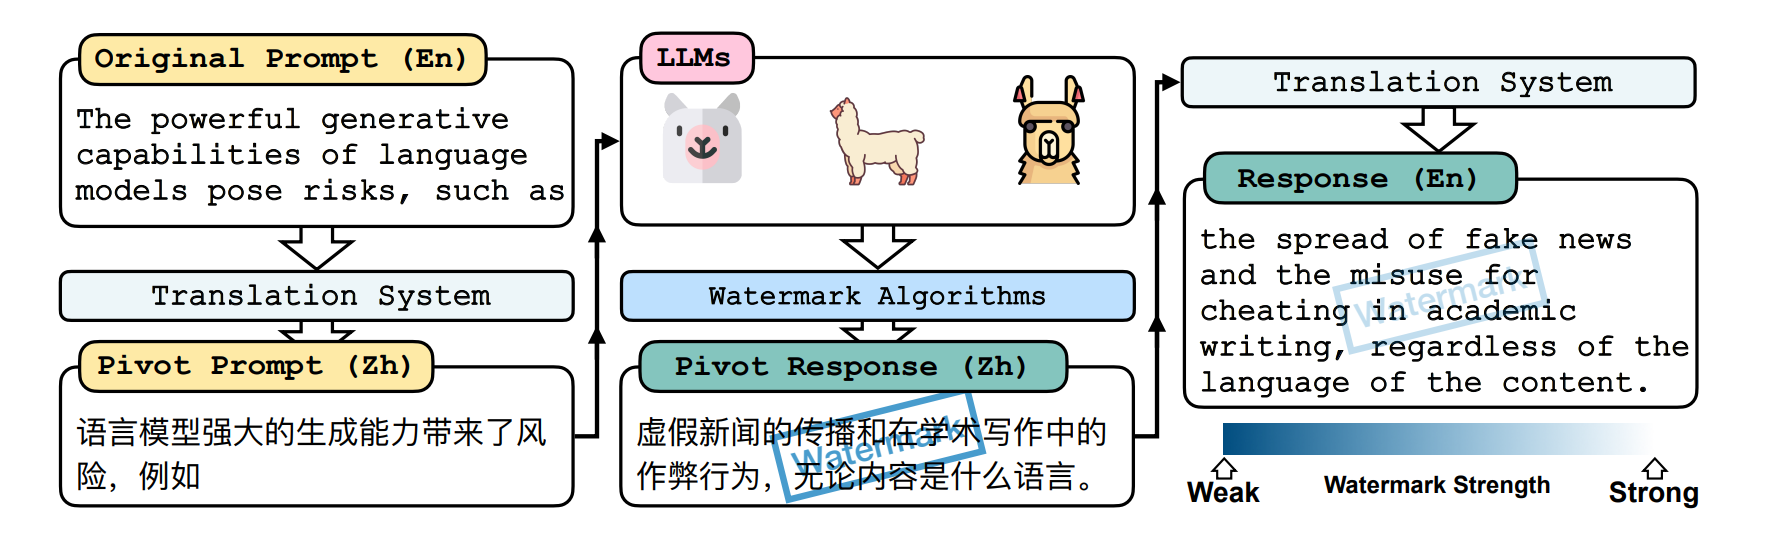 Original Prompt (En)
The powerful generative
capabilities of language
models pose risks, such as
Translation System
Pivot Prompt (Zh)
语言模型强大的生成能力带来了风
险，例如
LLMs
Watermark Algorithms
Pivot Response (Zh)
虚假新闻的传播和在学术写作中的
作弊行为，无论内容是什么语言。
Watermark
Translation System
Response (En)
the spread of fake news
and the misuse for
cheating in academic
writing, regardless of the
language of the content.
Watermark
Weak
Watermark Strength
Strong